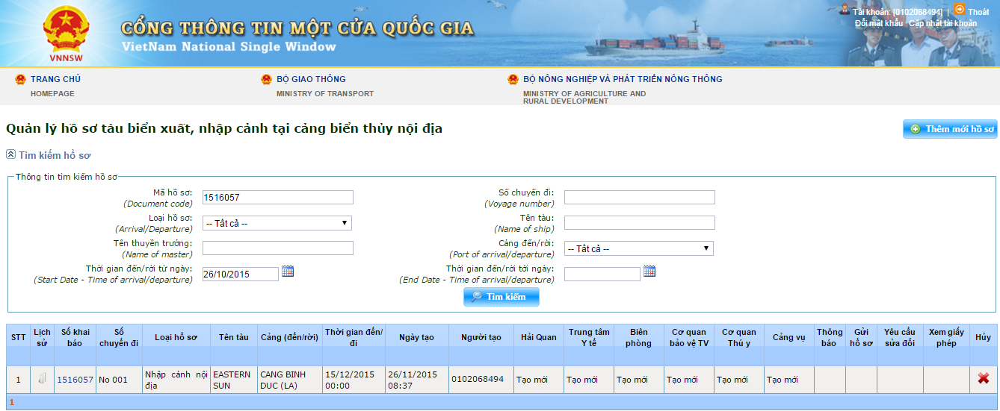 Tài khoản: [0102068494] | Thoát
Đổi mật khẩu Cập nhật tài khoản
VNNSW
CỔNG THÔNG TIN MỘT CỬA QUỐC GIA
VietNam National Single Window
TRANG CHỦ
HOMEPAGE
BỘ GIAO THÔNG
MINISTRY OF TRANSPORT
BỘ NÔNG NGHIỆP VÀ PHÁT TRIỂN NÔNG THÔNG
MINISTRY OF AGRICULTURE AND
RURAL DEVELOPMENT
Quản lý hồ sơ tàu biển xuất, nhập cảnh tại cảng biển thủy nội địa
Thêm mới hồ sơ
Tìm kiếm hồ sơ
Thông tin tìm kiếm hồ sơ
Mã hồ sơ: 1516057 Số chuyến đi:
(Document code) (Voyage number)
Loại hồ sơ: -- Tất cả -- Tên tàu:
(Arrival/Departure) (Name of ship)
Tên thuyền trưởng: Cảng đến/rời: -- Tất cả --
(Name of master) (Port of arrival/departure)
Thời gian đến/rời từ ngày: 26/10/2015 Thời gian đến/rời tới ngày:
(Start Date - Time of arrival/departure) (End Date - Time of arrival/departure)
Tìm kiếm
STT Lịch sử Số khai báo Số chuyến đi Loại hồ sơ Tên tàu Cảng (đến/rời) Thời gian đến/đi Ngày tạo Người tạo Hải Quan Trung tâm Y tế Biên phòng Cơ quan bảo vệ TV Cơ quan Thú y Cảng vụ Thông báo Gửi hồ sơ Yêu cầu sửa đổi Xem giấy phép Hủy
1 1516057 No 001 Nhập cảnh nội địa EASTERN SUN CANG BINH DUC (LA) 15/12/2015 00:00 26/11/2015 08:37 0102068494 Tạo mới Tạo mới Tạo mới Tạo mới Tạo mới Tạo mới
1